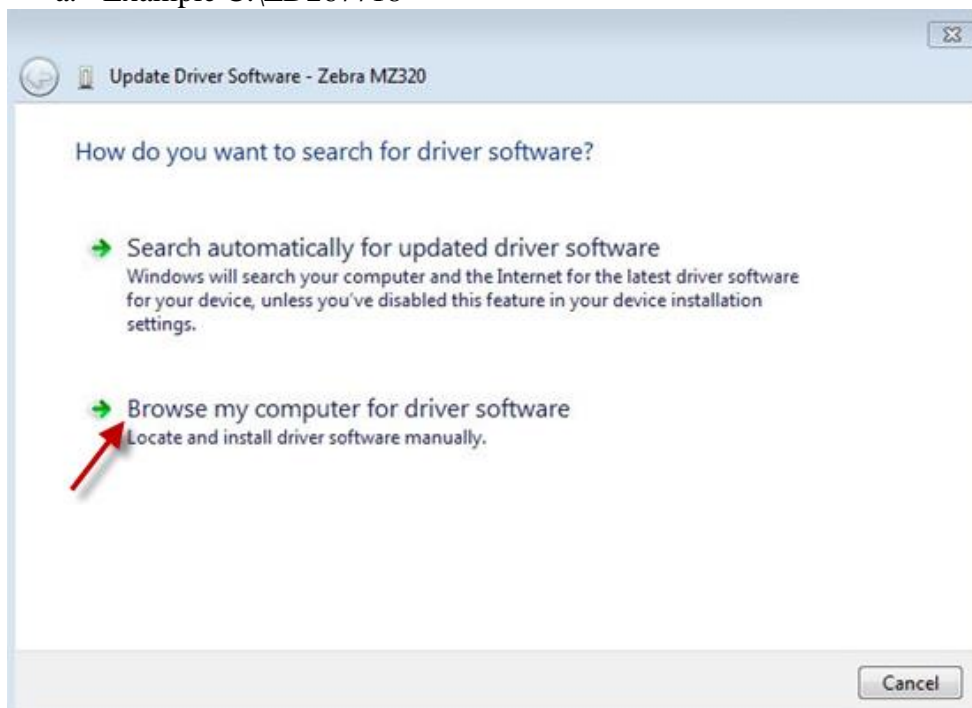 Update Driver Software - Zebra MZ320
How do you want to search for driver software?
Search automatically for updated driver software
Windows will search your computer and the Internet for the latest driver software
for your device, unless you've disabled this feature in your device installation
settings.
Browse my computer for driver software
Locate and install driver software manually.
Cancel